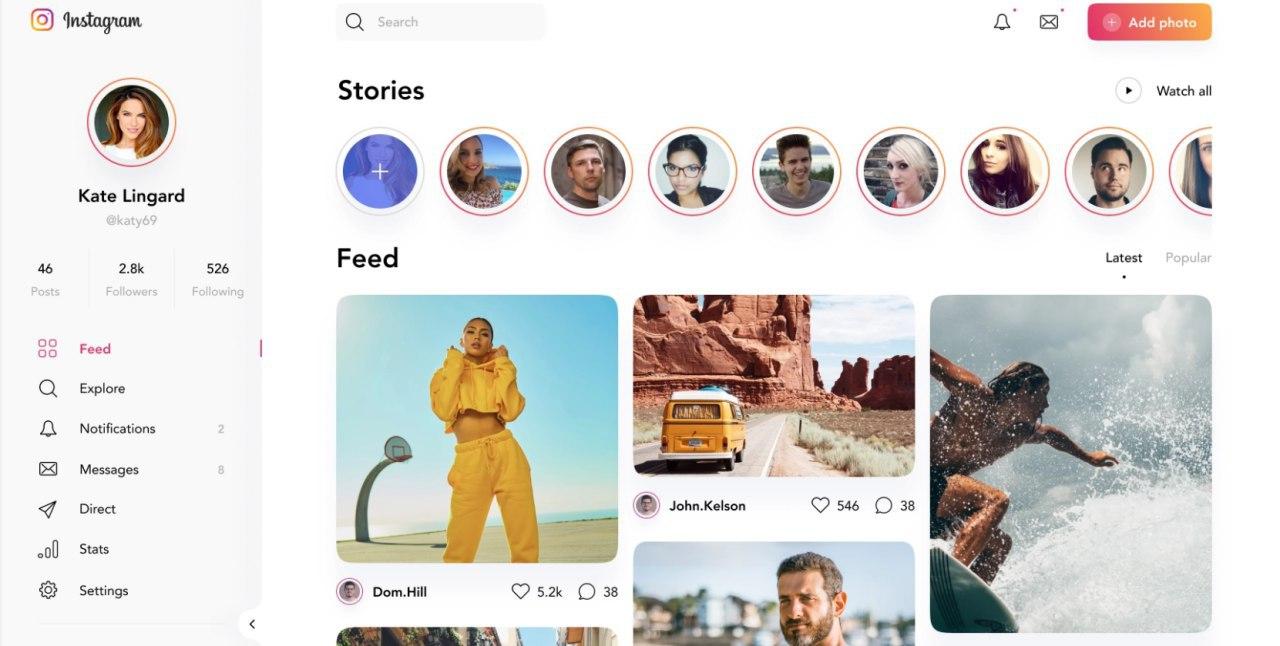 Instagram
Search
Add photo
Kate Lingard
@katy69
46
2.8k
526
Posts
Followers
Following
Feed
Explore
Notifications 2
Messages 8
Direct
Stats
Settings
Stories
Watch all
Feed
Latest
Popular
Dom.Hill 5.2k 38
John.Kelson 546 38